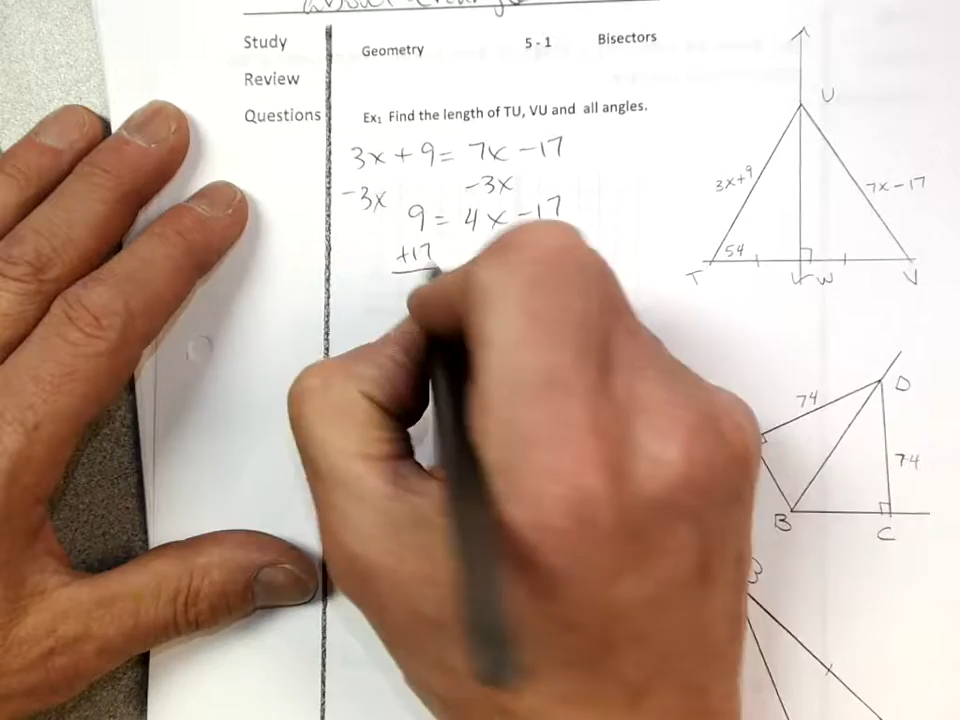 Study
Geometry 5-1 Bisectors
Review
Questions
Ex₁ Find the length of TU, VU and all angles.
3x + 9 = 7x - 17
-3x -3x
9 = 4x - 17
+17
U
3x+9
7x-17
54
T
W
V
74
D
74
B
C